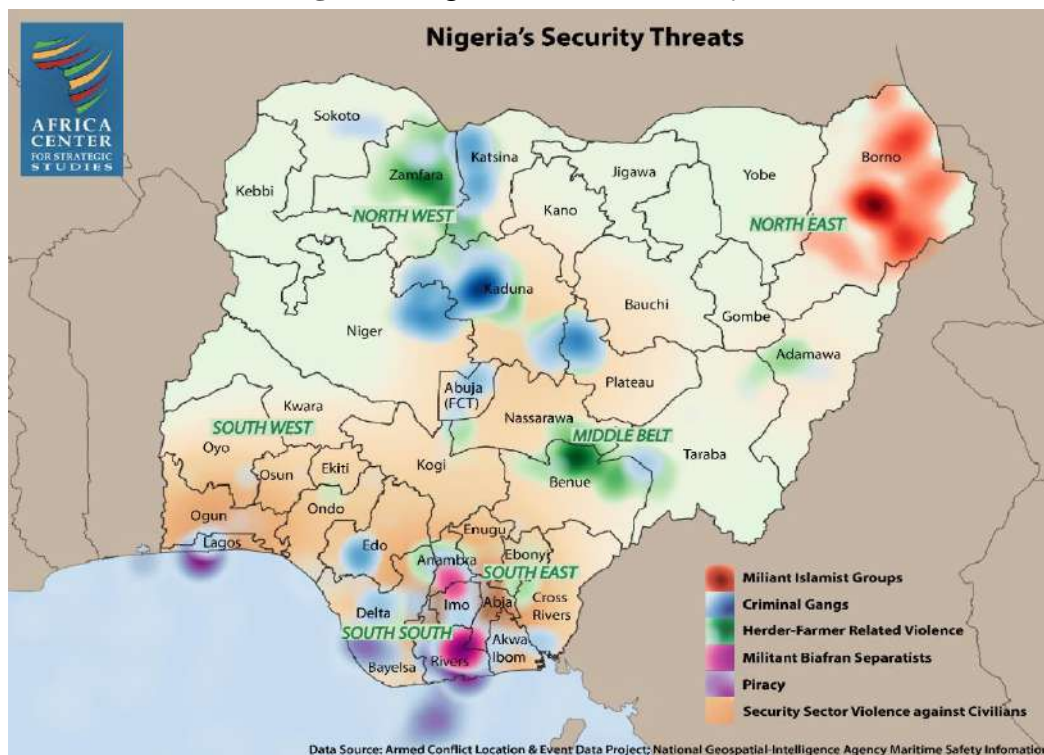 Nigeria's Security Threats
AFRICA
CENTER
FOR STRATEGIC
STUDIES
Sokoto
Katsina
Borno
Zamfara
Jigawa
Yobe
Kebbi
Kano
NORTH WEST
NORTH EAST
Kaduna
Bauchi
Niger
Gombe
Adamawa
Plateau
Abuja
(FCT)
Kwara
Nassarawa
SOUTH WEST
MIDDLE BELT
Oyo
Taraba
Ekiti
Kogi
Osun
Benue
Ondo
Ogun
Enugu
Lagos
Edo
Ebony
Anambra
SOUTH EAST
Miliant Islamist Groups
Imo
Abia
Cross
Rivers
Criminal Gangs
Delta
Herder-Farmer Related Violence
SOUTH SOUTH
Akwa
Ibom
Militant Biafran Separatists
Bayelsa
Rivers
Piracy
Security Sector Violence against Civilians
Data Source: Armed Conflict Location & Event Data Project; National Geospatial-Intelligence Agency Maritime Safety Infomation